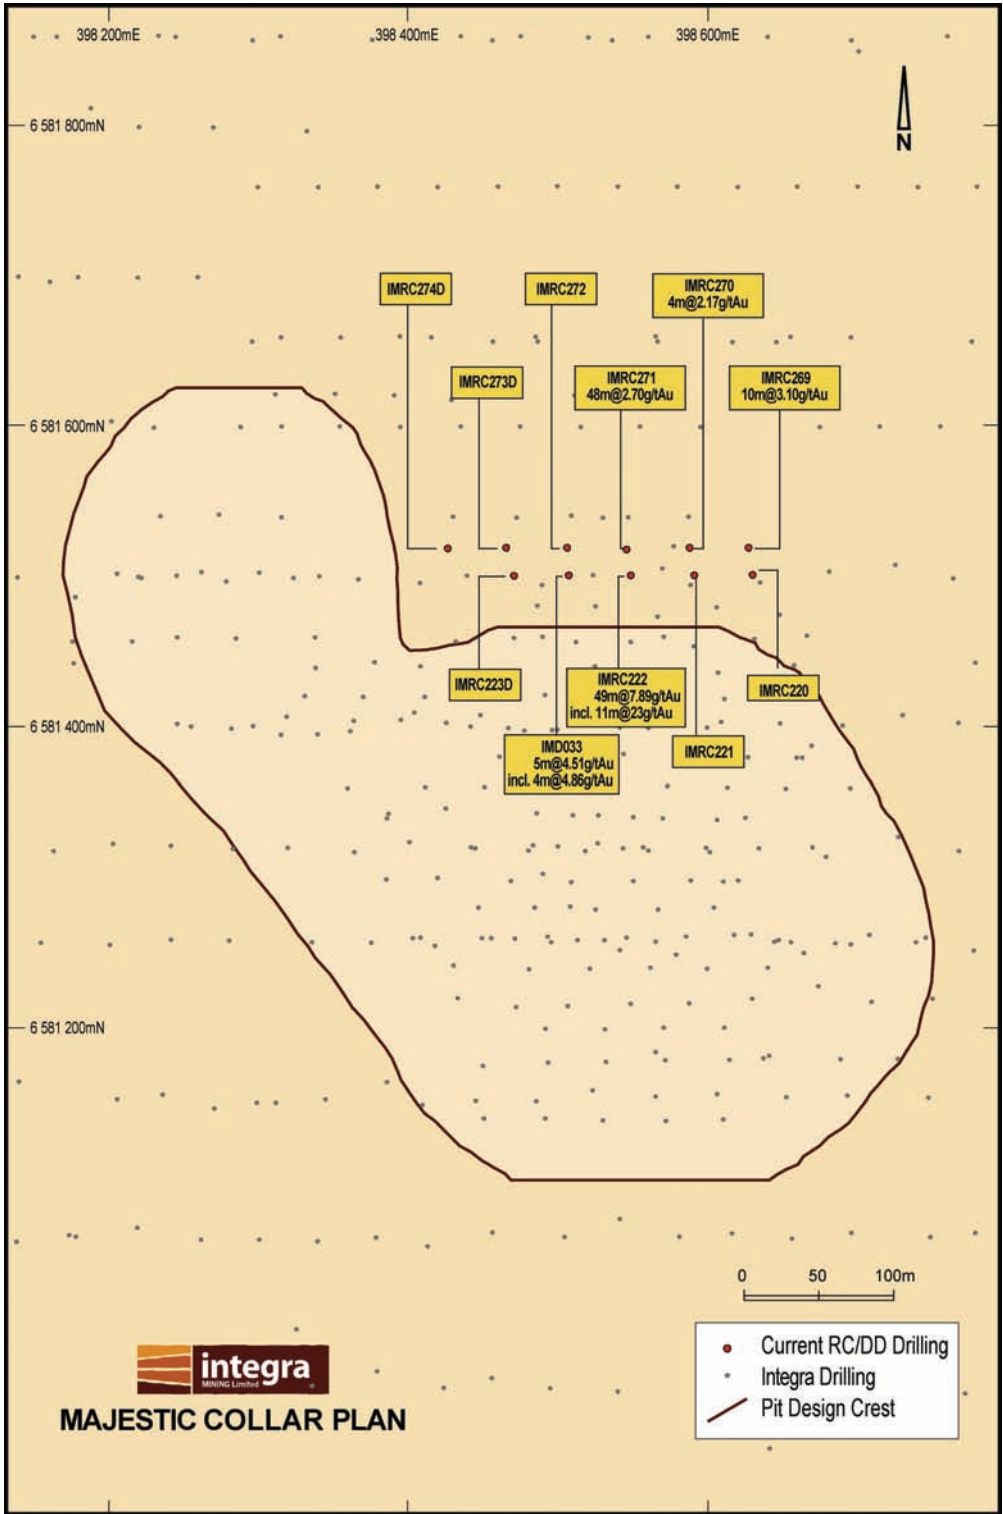 398 200mE
398 400mE
398 600mE
6 581 800mN
N
IMRC274D
IMRC272
IMRC270
4m@2.17g/tAu
IMRC273D
IMRC271
48m@2.70g/tAu
IMRC269
10m@3.10g/tAu
6 581 600mN
IMRC223D
IMRC222
49m@7.89g/tAu
incl. 11m@23g/tAu
IMRC220
6 581 400mN
IMD033
5m@4.51g/tAu
incl. 4m@4.86g/tAu
IMRC221
6 581 200mN
0 50 100m
Current RC/DD Drilling
Integra Drilling
Pit Design Crest
integra
MINING Limited
MAJESTIC COLLAR PLAN